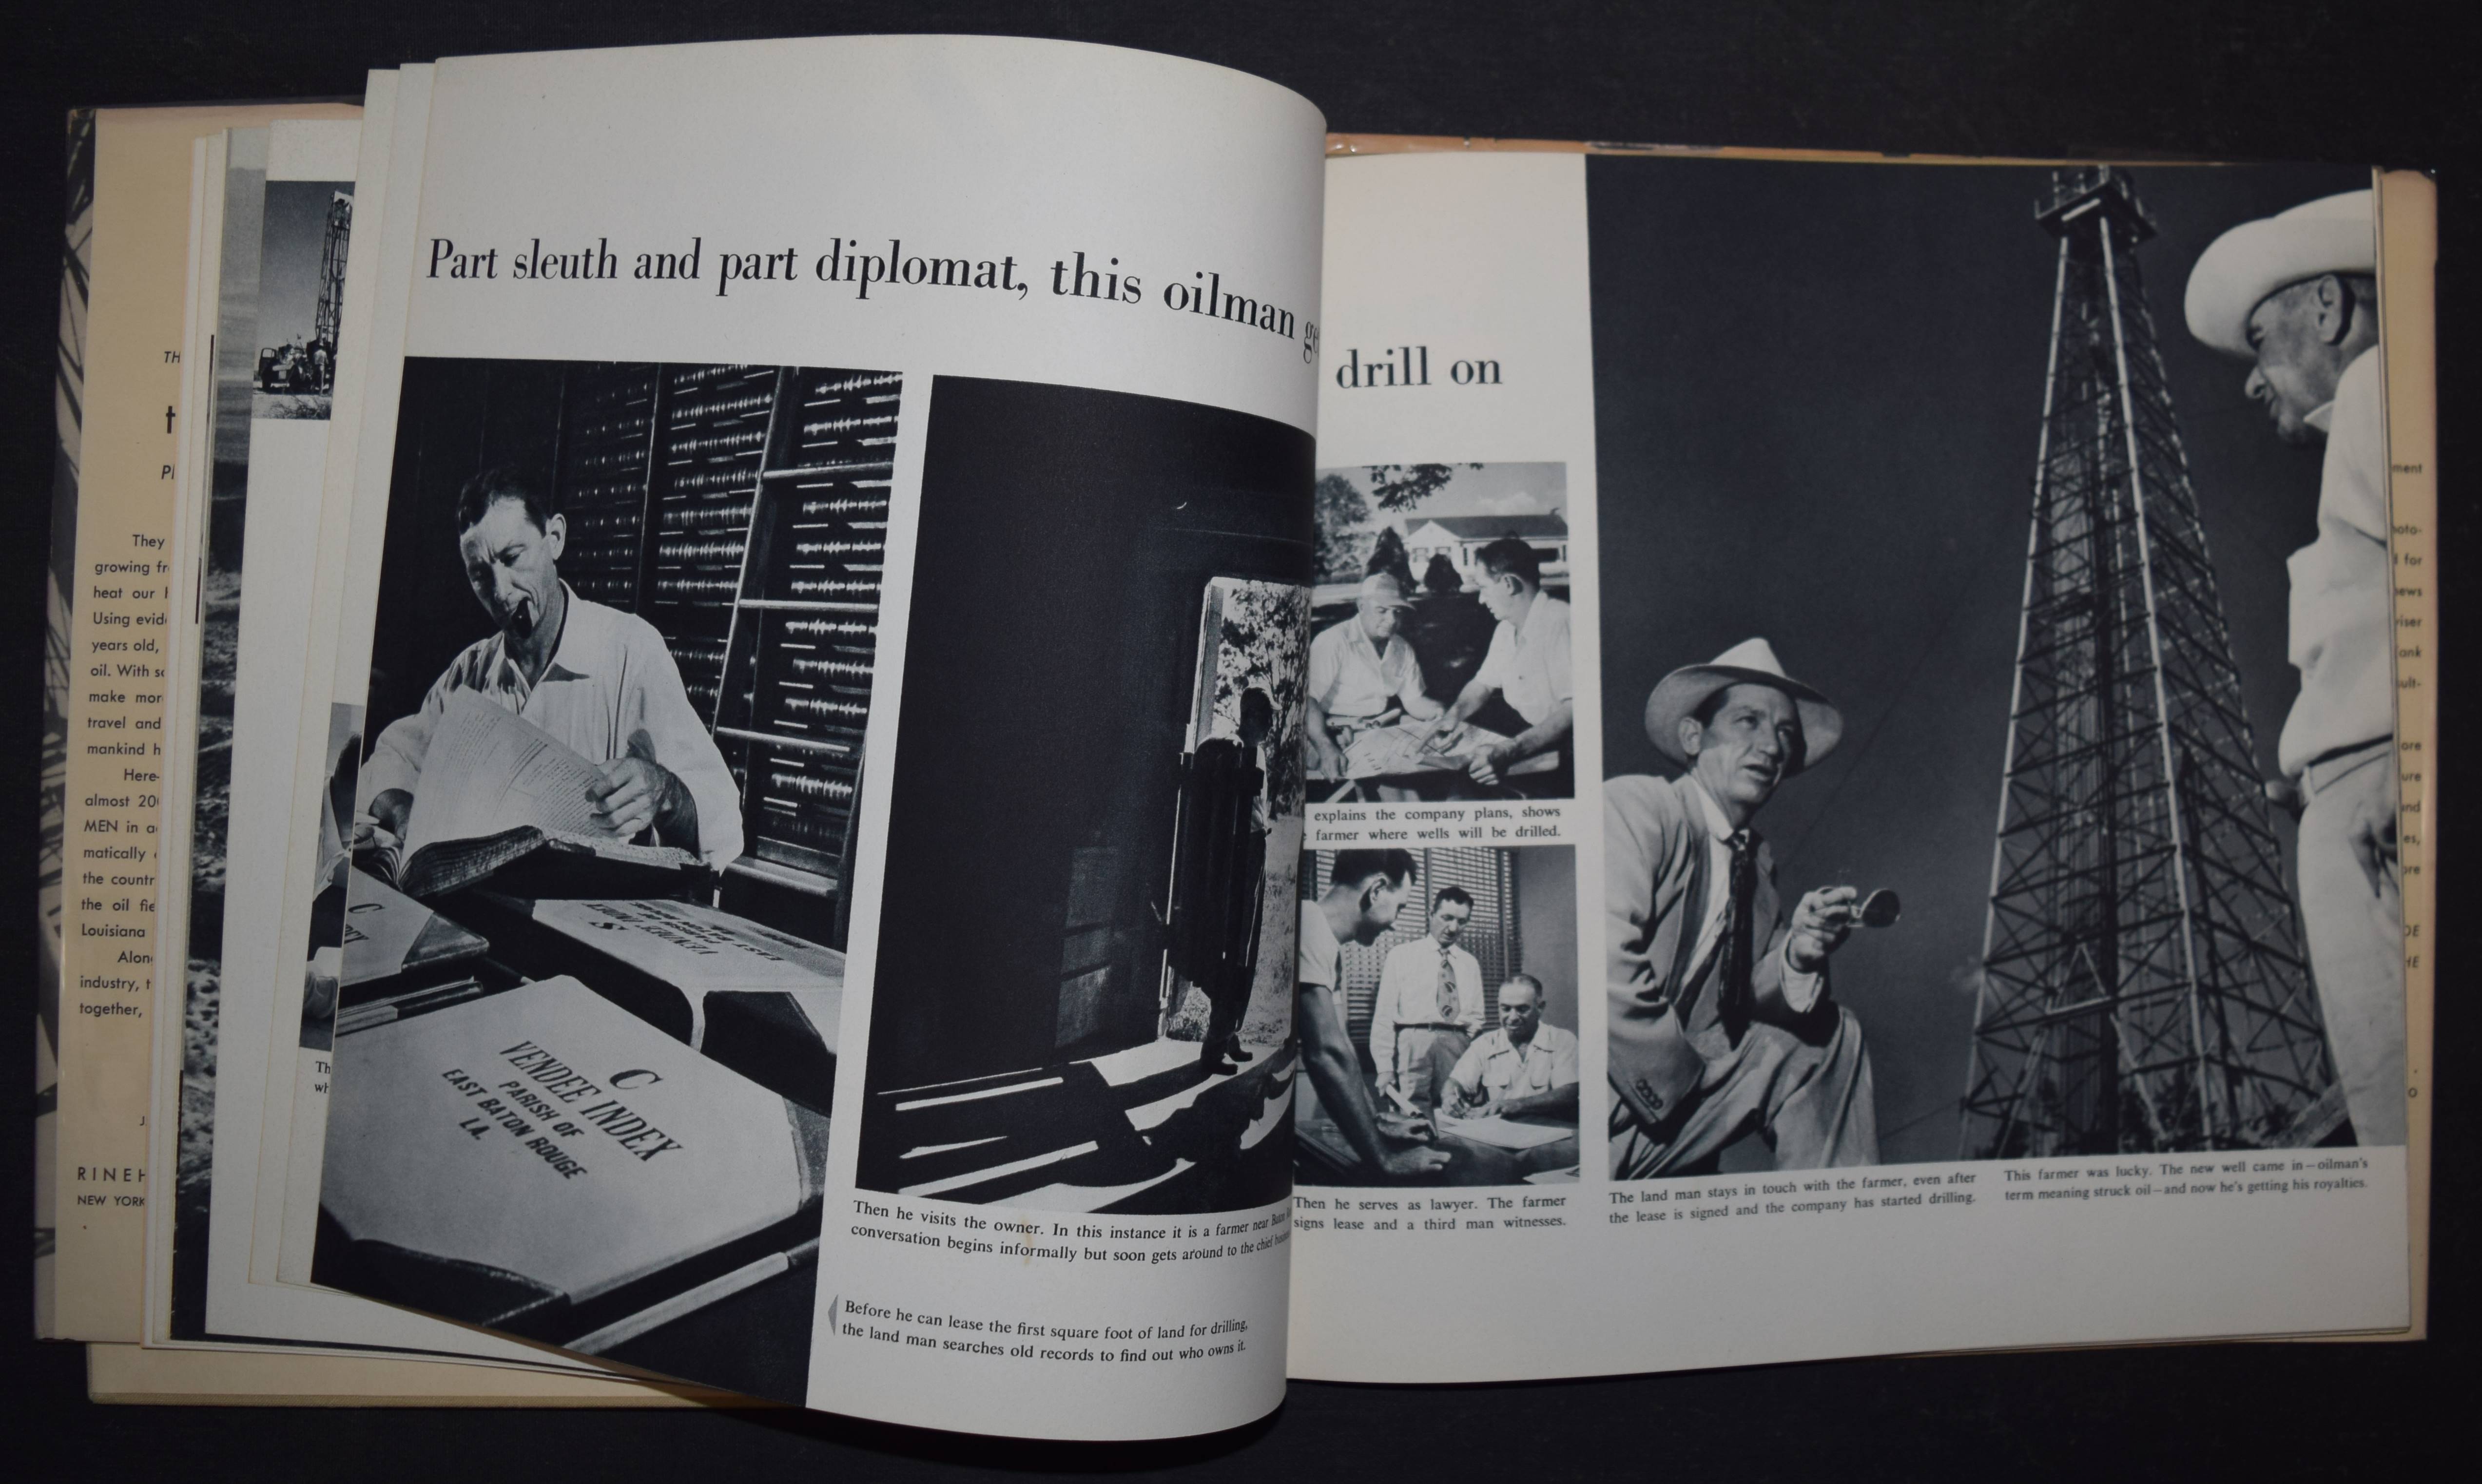 TH
t
They
growing
heat our
Using
years old,
oil. With
make
travel and
mankind
Here
almost
MEN in
matically
the
the oil
Louisiana
industry,
together,
NEW YORK
Part sleuth and part diplomat, this oilman
drill on
C
VENDEE INDEX
PARISH OF
EAST BATON ROUGE
LA.
S
VENDEE INDEX
C
Then he visits the owner. In this instance it is a farmer near
conversation begins informally but soon gets around to the chief
Before he can lease the first square foot of land for drilling,
the land man searches old records to find out who owns it.
explains the company plans, shows
farmer where wells will be drilled.
Then he serves as lawyer. The farmer
signs lease and a third man witnesses.
The land man stays in touch with the farmer, even after
the lease is signed and the company has started drilling.
This farmer was lucky. The new well came in—oilman's
term meaning struck oil—and now he's getting his royalties.
ment
for